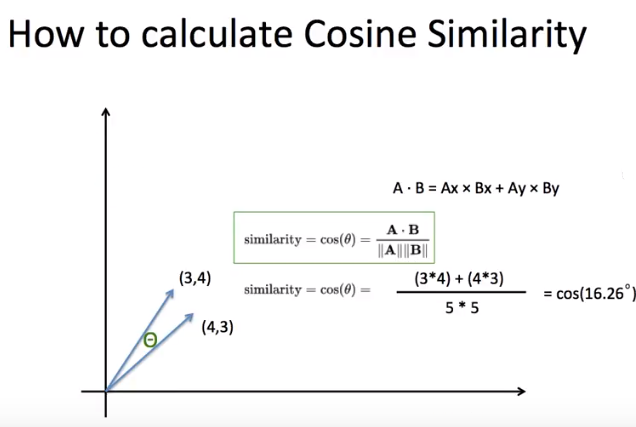 How to calculate Cosine Similarity
A · B = Ax × Bx + Ay × By
similarity = cos(θ) = A · B / ‖A‖‖B‖
(3,4)
similarity = cos(θ) = (3*4) + (4*3) / 5 * 5 = cos(16.26°)
(4,3)
Θ